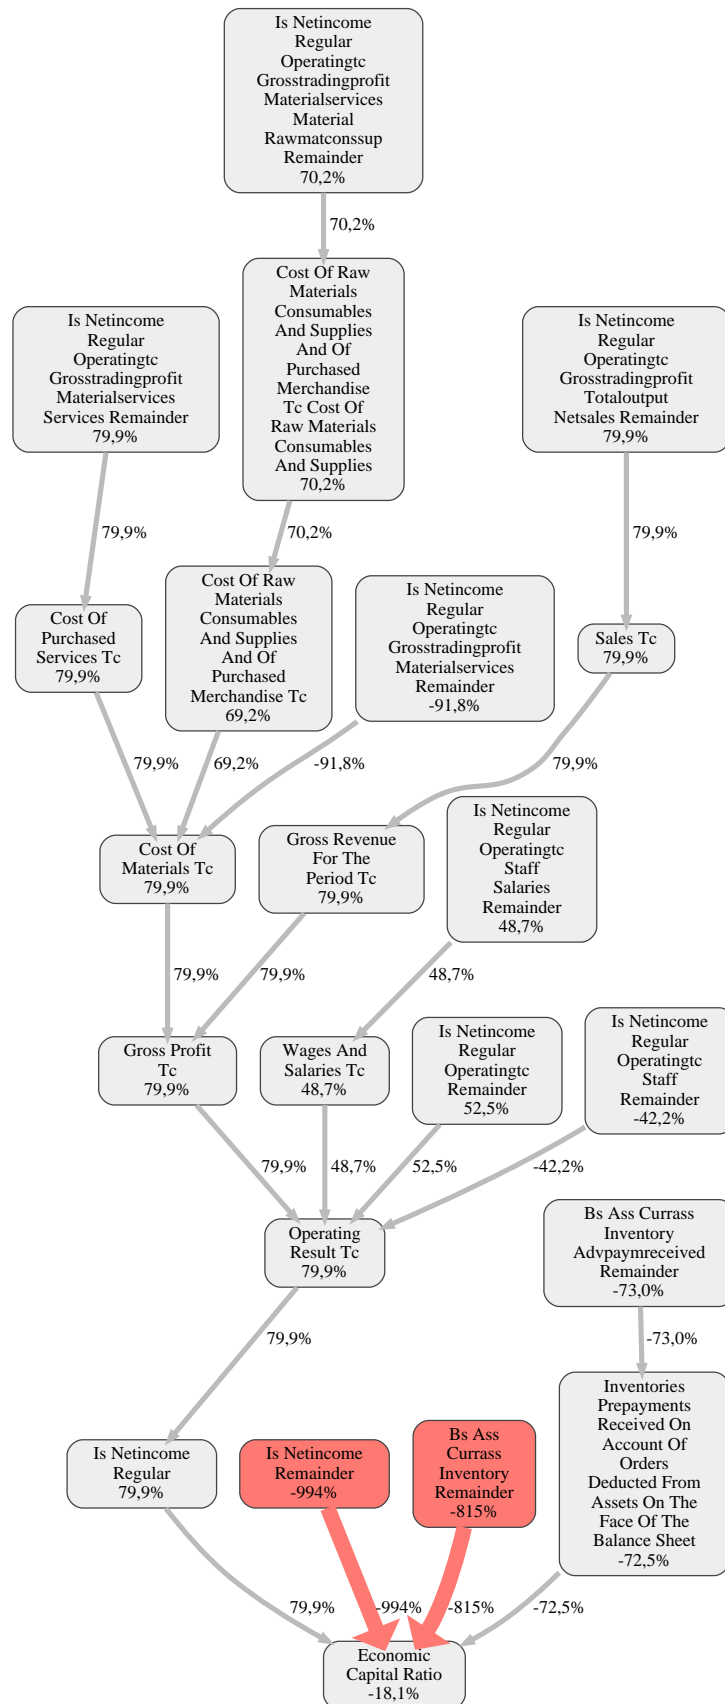 Is Netincome
Regular
Operatingtc
Grosstradingprofit
Materialservices
Material
Rawmatconssup
Remainder
70,2%
70,2%
Cost Of Raw
Materials
Consumables
And Supplies
And Of
Purchased
Merchandise
Tc Cost Of
Raw Materials
Consumables
And Supplies
70,2%
Is Netincome
Regular
Operatingtc
Grosstradingprofit
Materialservices
Services Remainder
79,9%
Is Netincome
Regular
Operatingtc
Grosstradingprofit
Totaloutput
Netsales Remainder
79,9%
79,9%
70,2%
79,9%
Cost Of
Purchased
Services Tc
79,9%
Cost Of Raw
Materials
Consumables
And Supplies
And Of
Purchased
Merchandise Tc
69,2%
Is Netincome
Regular
Operatingtc
Grosstradingprofit
Materialservices
Remainder
-91,8%
Sales Tc
79,9%
79,9%
69,2%
-91,8%
79,9%
Cost Of
Materials Tc
79,9%
Gross Revenue
For The
Period Tc
79,9%
Is Netincome
Regular
Operatingtc
Staff
Salaries
Remainder
48,7%
79,9%
79,9%
48,7%
Gross Profit
Tc
79,9%
Wages And
Salaries Tc
48,7%
Is Netincome
Regular
Operatingtc
Remainder
52,5%
Is Netincome
Regular
Operatingtc
Staff
Remainder
-42,2%
79,9%
48,7%
52,5%
-42,2%
Operating
Result Tc
79,9%
Bs Ass Currass
Inventory
Advpaymreceived
Remainder
-73,0%
79,9%
-73,0%
Is Netincome
Regular
79,9%
Is Netincome
Remainder
-994%
Bs Ass
Currass
Inventory
Remainder
-815%
Inventories
Prepayments
Received On
Account Of
Orders
Deducted From
Assets On The
Face Of The
Balance Sheet
-72,5%
79,9%
-994%
-815%
-72,5%
Economic
Capital Ratio
-18,1%